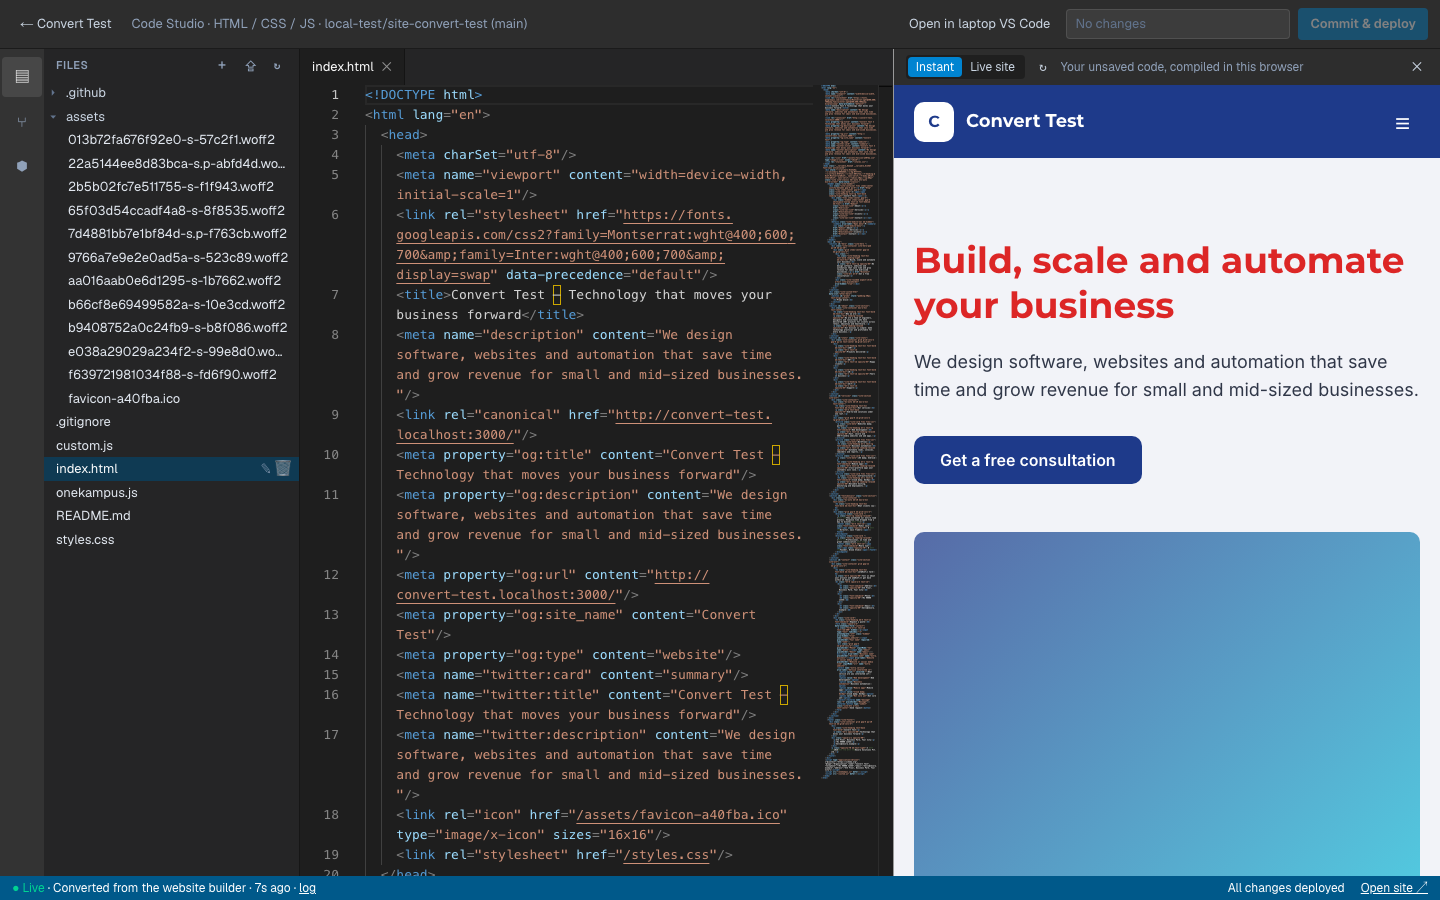 ← Convert Test Code Studio · HTML / CSS / JS · local-test/site-convert-test (main) Open in laptop VS Code No changes Commit & deploy
FILES
.github
assets
013b72fa676f92e0-s-57c2f1.woff2
22a5144ee8d83bca-s.p-abfd4d.wo...
2b5b02fc7e511755-s-f1f943.woff2
65f03d54ccadf4a8-s-8f8535.woff2
7d4881bb7e1bf84d-s.p-f763cb.woff2
9766a7e9e2e0ad5a-s-523c89.woff2
aa016aab0e6d1295-s-1b7662.woff2
b66cf8e69499582a-s-10e3cd.woff2
b9408752a0c24fb9-s-b8f086.woff2
e038a29029a234f2-s-99e8d0.wo...
f639721981034f88-s-fd6f90.woff2
favicon-a40fba.ico
.gitignore
custom.js
index.html
onekampus.js
README.md
styles.css
index.html
1 <!DOCTYPE html>
2 <html lang="en">
3 <head>
4 <meta charSet="utf-8"/>
5 <meta name="viewport" content="width=device-width,
initial-scale=1"/>
6 <link rel="stylesheet" href="https://fonts.
googleapis.com/css2?family=Montserrat:wght@400;600;
700&amp;family=Inter:wght@400;600;700&amp;
display=swap" data-precedence="default"/>
7 <title>Convert Test — Technology that moves your
business forward</title>
8 <meta name="description" content="We design
software, websites and automation that save time
and grow revenue for small and mid-sized businesses.
"/>
9 <link rel="canonical" href="http://convert-test.
localhost:3000/"/>
10 <meta property="og:title" content="Convert Test —
Technology that moves your business forward"/>
11 <meta property="og:description" content="We design
software, websites and automation that save time
and grow revenue for small and mid-sized businesses.
"/>
12 <meta property="og:url" content="http://
convert-test.localhost:3000/"/>
13 <meta property="og:site_name" content="Convert
Test"/>
14 <meta property="og:type" content="website"/>
15 <meta name="twitter:card" content="summary"/>
16 <meta name="twitter:title" content="Convert Test —
Technology that moves your business forward"/>
17 <meta name="twitter:description" content="We design
software, websites and automation that save time
and grow revenue for small and mid-sized businesses.
"/>
18 <link rel="icon" href="/assets/favicon-a40fba.ico"
type="image/x-icon" sizes="16x16"/>
19 <link rel="stylesheet" href="/styles.css"/>
20 </head>
Instant Live site Your unsaved code, compiled in this browser
C Convert Test
Build, scale and automate
your business
We design software, websites and automation that save
time and grow revenue for small and mid-sized businesses.
Get a free consultation
Live · Converted from the website builder · 7s ago · log
All changes deployed Open site ↗